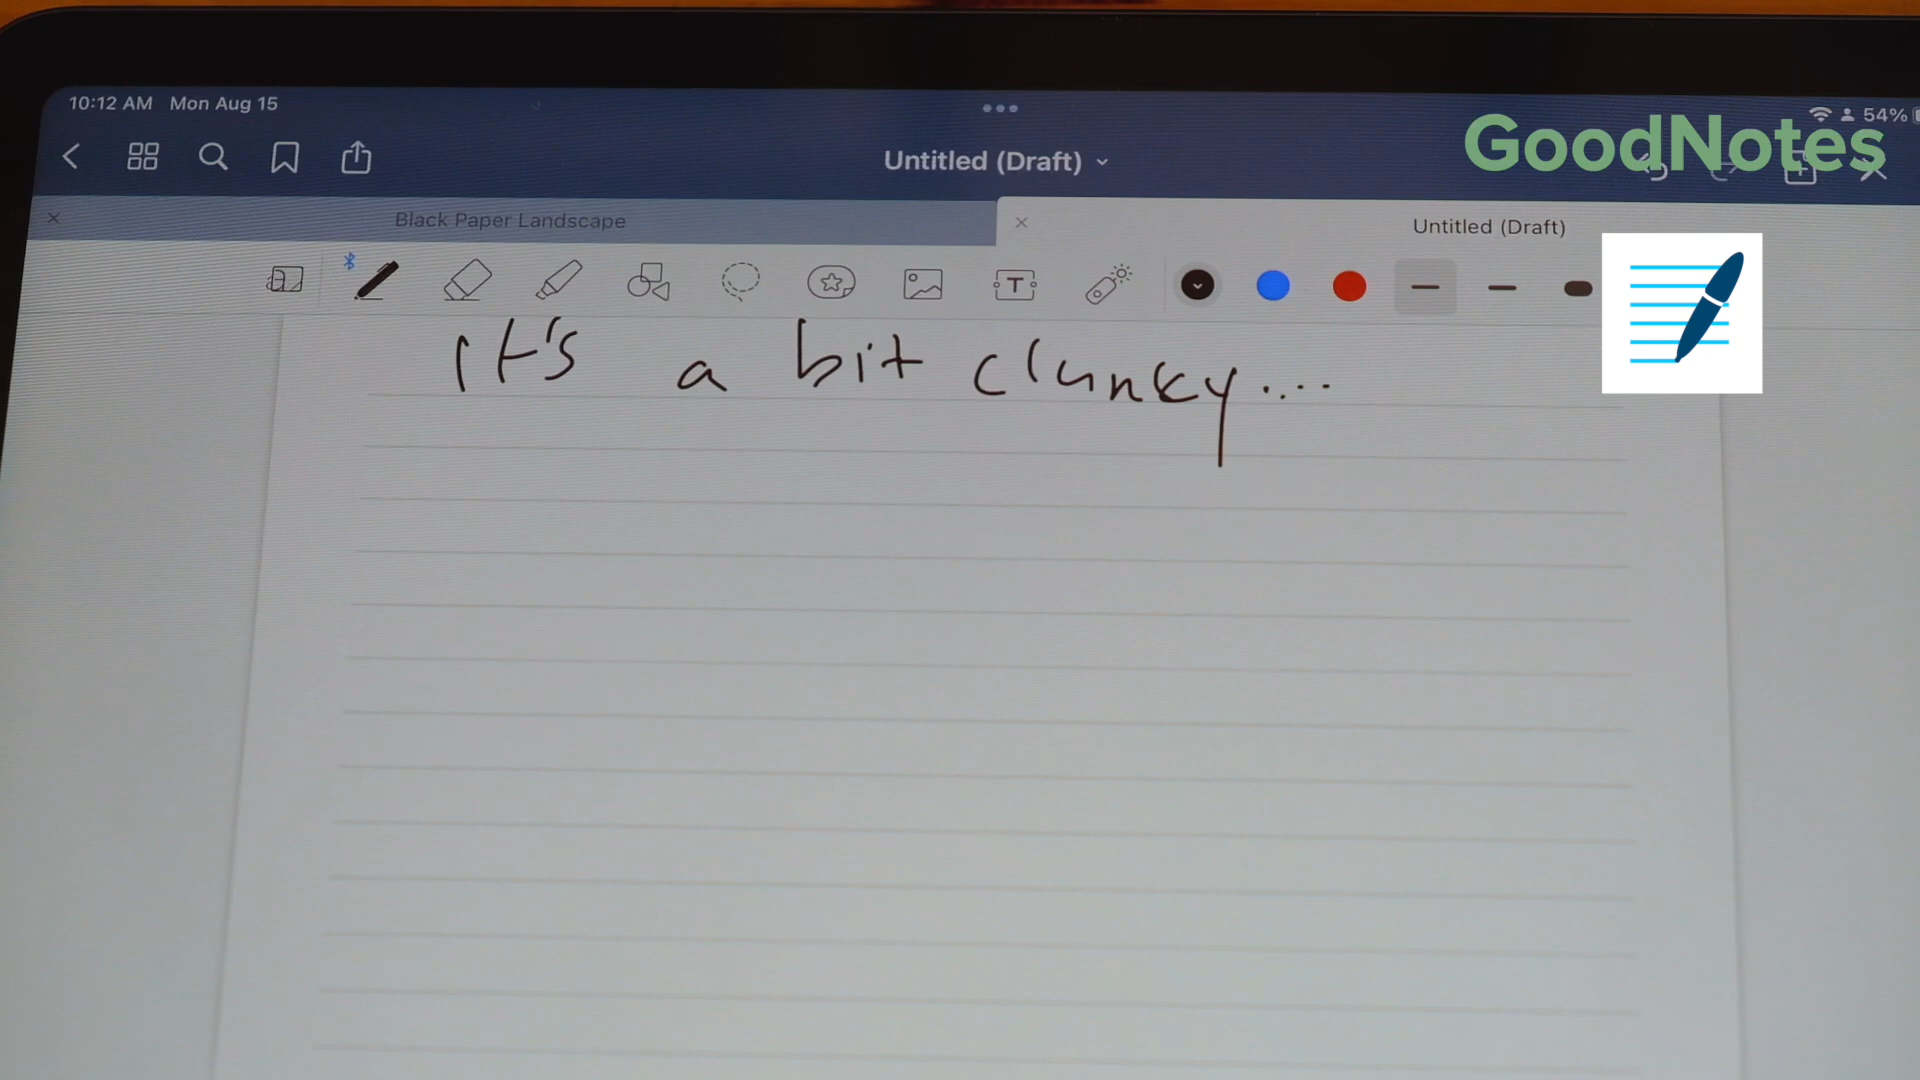 10:12 AM Mon Aug 15
54%
GoodNotes
Untitled (Draft)
Black Paper Landscape
Untitled (Draft)
T
It's a bit clunky....